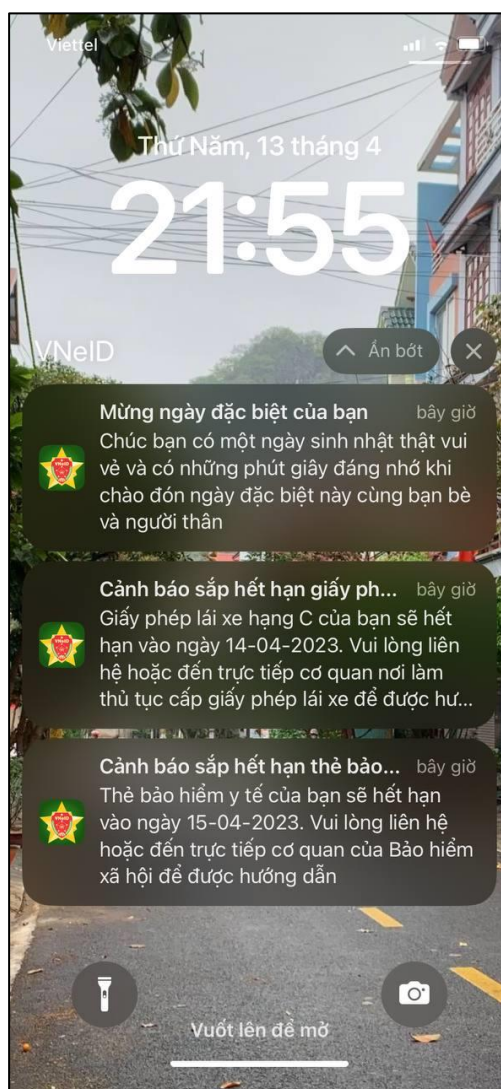 Viettel
Thứ Năm, 13 tháng 4
21:55
VNeID
Ẩn bớt
Mừng ngày đặc biệt của bạn
bây giờ
Chúc bạn có một ngày sinh nhật thật vui
vẻ và có những phút giây đáng nhớ khi
chào đón ngày đặc biệt này cùng bạn bè
và người thân
Cảnh báo sắp hết hạn giấy ph...
bây giờ
Giấy phép lái xe hạng C của bạn sẽ hết
hạn vào ngày 14-04-2023. Vui lòng liên
hệ hoặc đến trực tiếp cơ quan nơi làm
thủ tục cấp giấy phép lái xe để được hư...
Cảnh báo sắp hết hạn thẻ bảo...
bây giờ
Thẻ bảo hiểm y tế của bạn sẽ hết hạn
vào ngày 15-04-2023. Vui lòng liên hệ
hoặc đến trực tiếp cơ quan của Bảo hiểm
xã hội để được hướng dẫn
Vuốt lên để mở